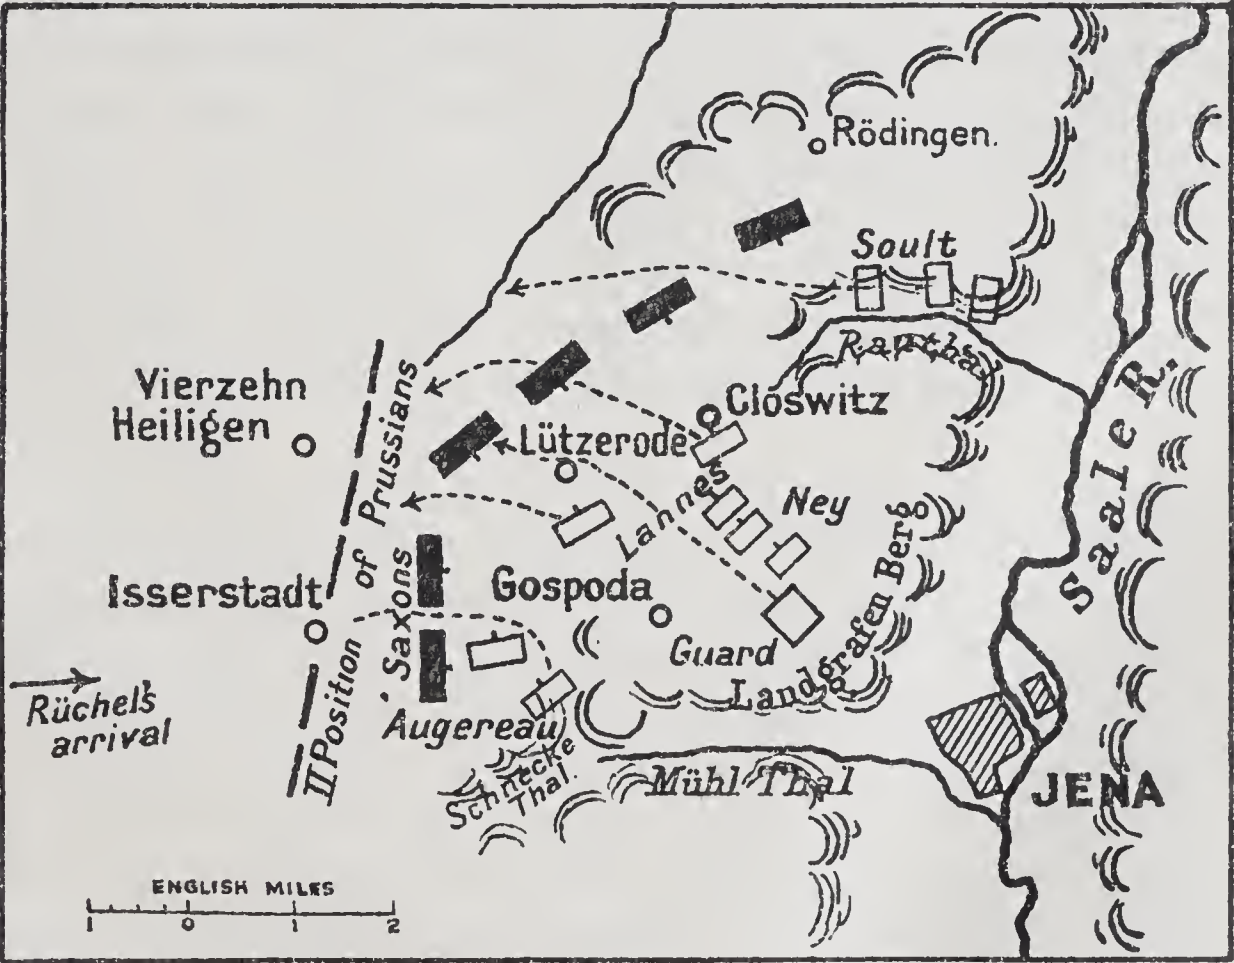 Rödingen.
Soult
Rauthal
Saale R.
Closwitz
Vierzehn
Heiligen
Lützerode
Lannes
Ney
Isserstadt
Gospoda
Guard
Landgrafen Berg
II Position of Prussians
Saxons
Rüchel's
arrival
Augereau
Schnecke
Thal.
Mühl Thal
JENA
ENGLISH MILES
1 0 1 2